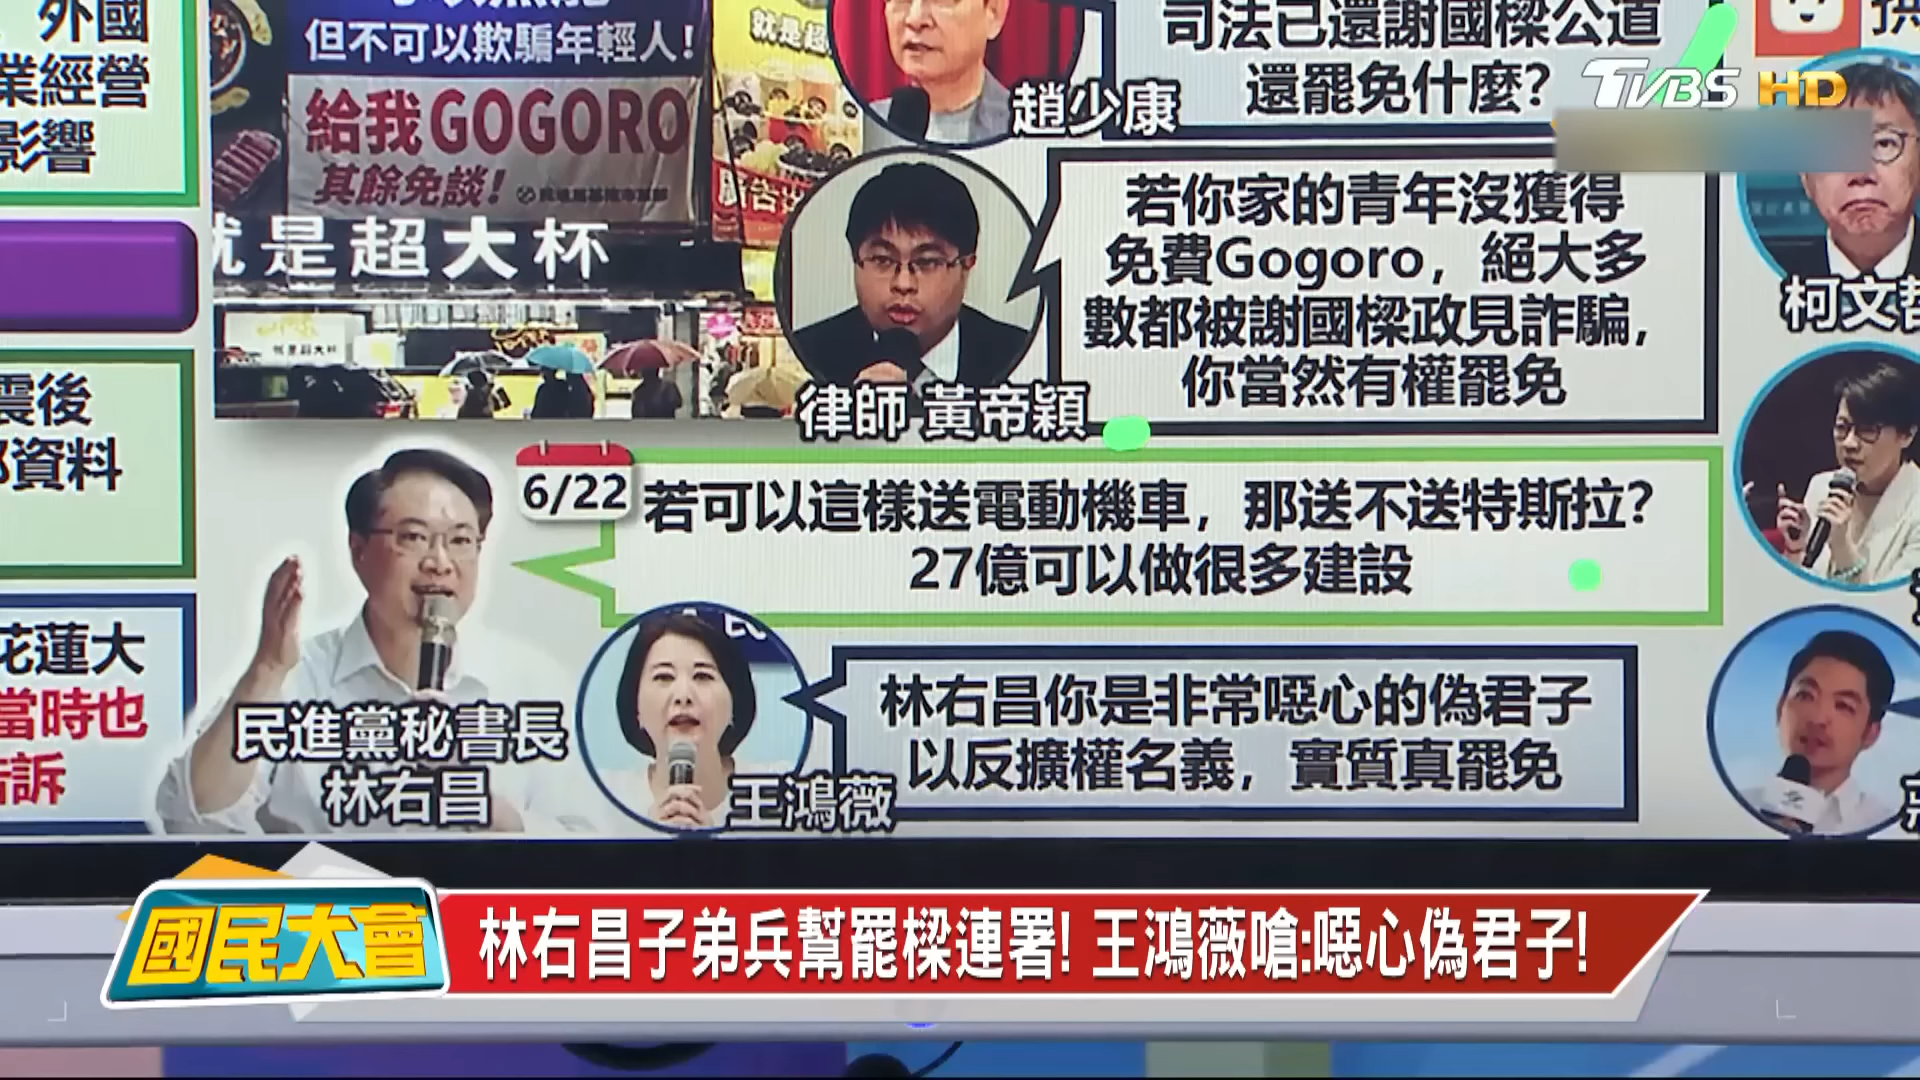 外國
業經營
影響
但不可以欺騙年輕人!
給我GOGORO
其餘免談!
就是超大杯
就是超
廣告
趙少康
司法已還謝國樑公道
還罷免什麼?
TVBS HD
律師 黃帝穎
若你家的青年沒獲得
免費Gogoro，絕大多
數都被謝國樑政見詐騙，
你當然有權罷免
柯文哲
震後
部資料
6/22
若可以這樣送電動機車，那送不送特斯拉?
27億可以做很多建設
民進黨秘書長
林右昌
花蓮大
當時也
告訴
王鴻薇
林右昌你是非常噁心的偽君子
以反擴權名義，實質真罷免
國民大會
林右昌子弟兵幫罷樑連署! 王鴻薇嗆:噁心偽君子!